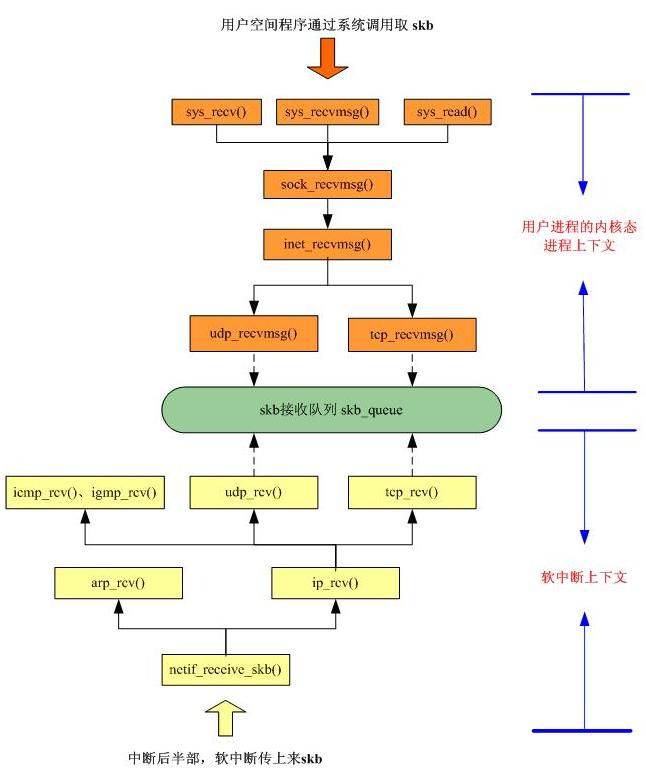 用户空间程序通过系统调用取 skb
sys_recv()
sys_recvmsg()
sys_read()
sock_recvmsg()
inet_recvmsg()
用户进程的内核态
进程上下文
udp_recvmsg()
tcp_recvmsg()
skb接收队列 skb_queue
icmp_rcv()、igmp_rcv()
udp_rcv()
tcp_rcv()
arp_rcv()
ip_rcv()
软中断上下文
netif_receive_skb()
中断后半部，软中断传上来skb